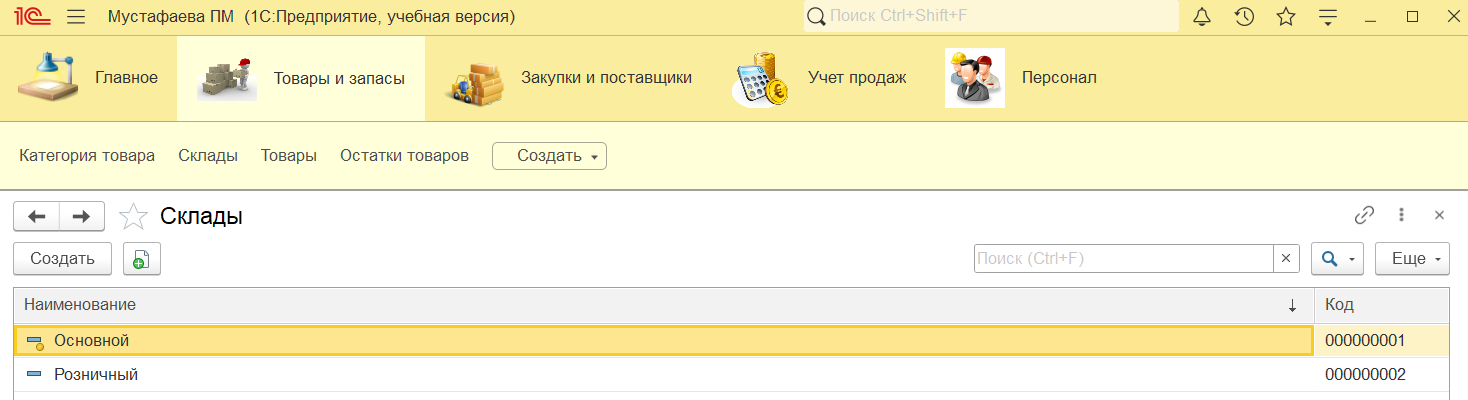 1С Мустафаева ПМ (1С:Предприятие, учебная версия) Поиск Ctrl+Shift+F
Главное Товары и запасы Закупки и поставщики Учет продаж Персонал
Категория товара Склады Товары Остатки товаров Создать
Склады
Создать Поиск (Ctrl+F) Еще
Наименование Код
Основной 000000001
Розничный 000000002